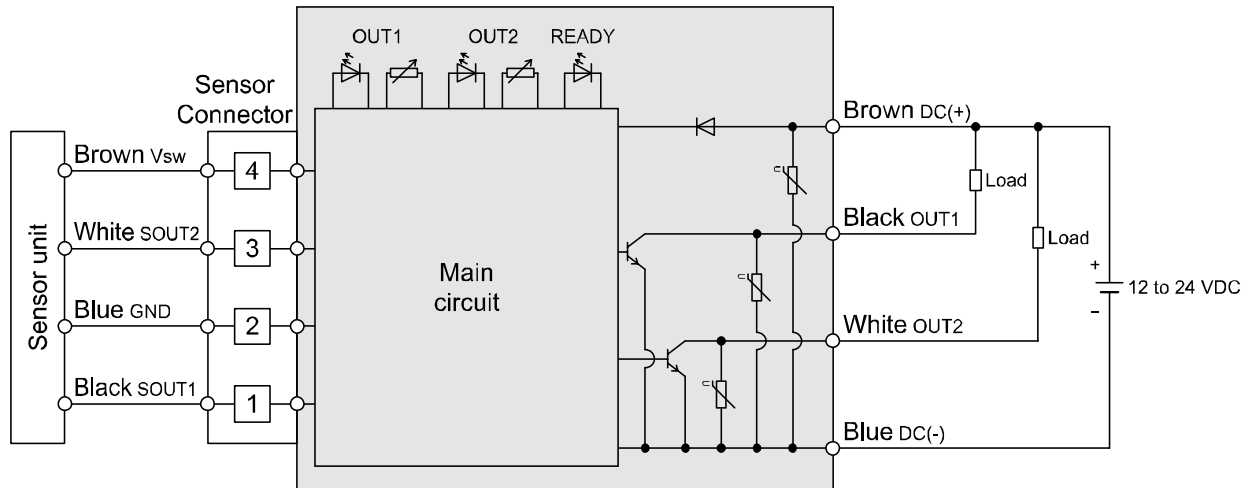 OUT1 OUT2 READY
Sensor
Connector
Brown DC(+)
Brown Vsw
4
Load
Black OUT1
White SOUT2
3
Load
Main
circuit
Sensor unit
+
12 to 24 VDC
−
Blue GND
2
White OUT2
Black SOUT1
1
Blue DC(-)
U
U
U